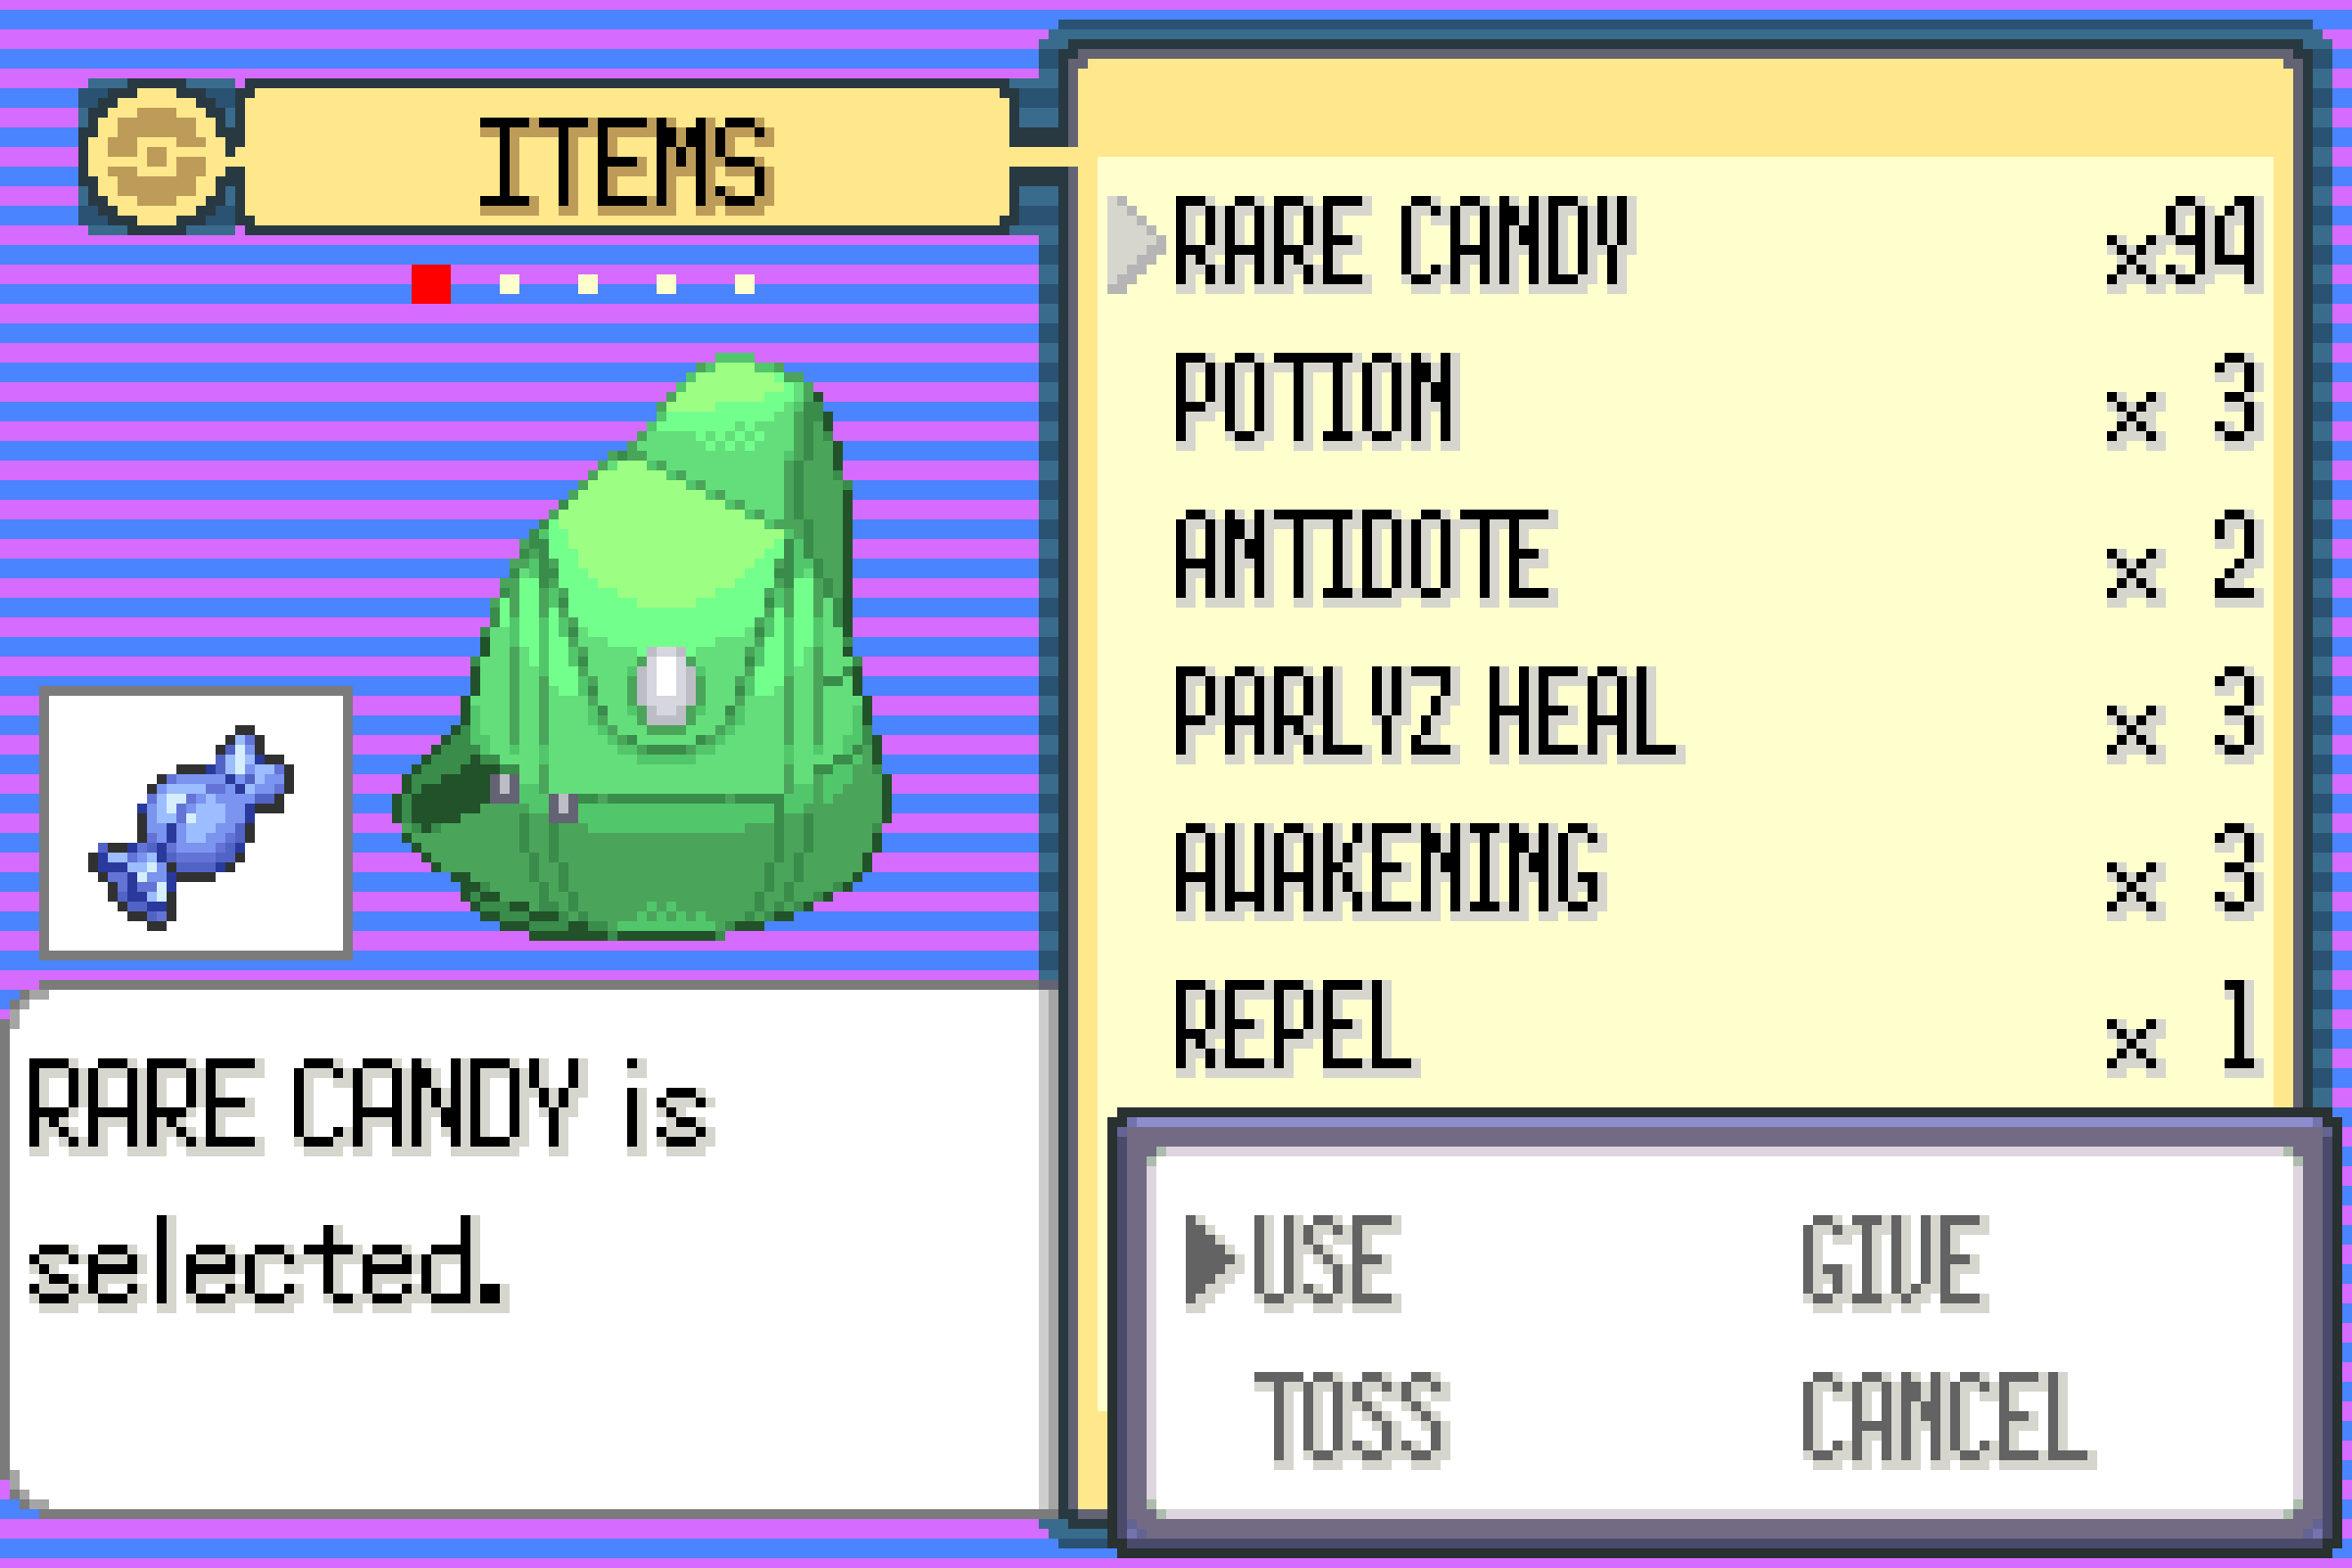 ITEMS
RARE CANDY ×94
POTION × 3
ANTIDOTE × 2
PARLYZ HEAL × 3
AWAKENING × 3
REPEL × 1
RARE CANDY is
selected.
USE GIVE
TOSS CANCEL